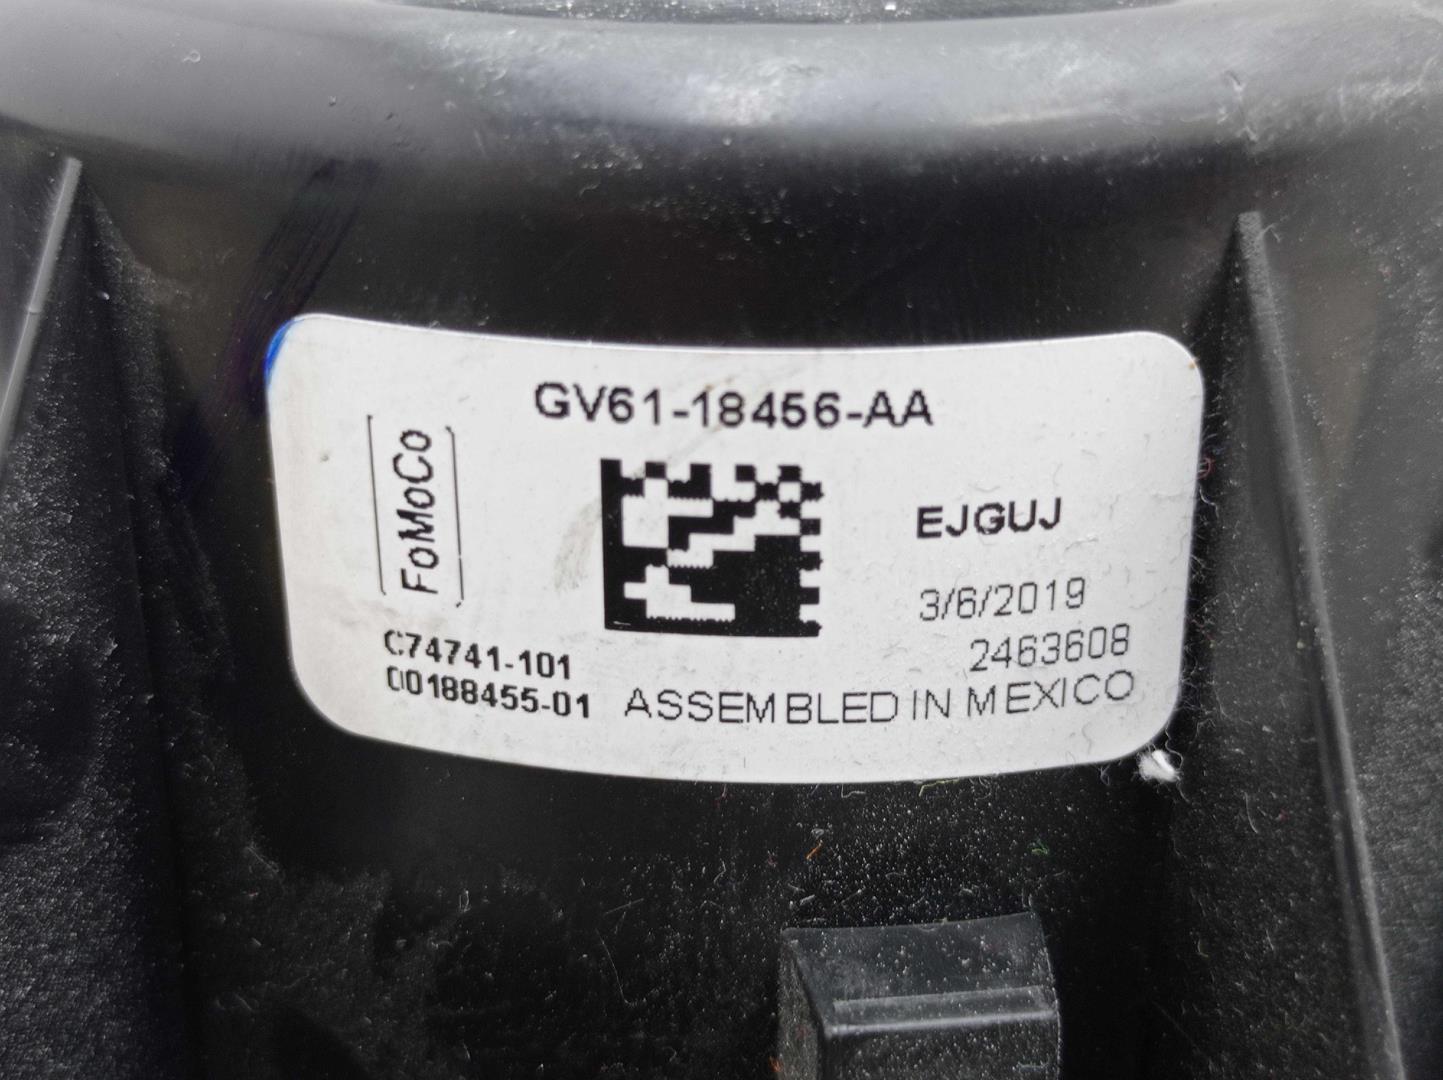 GV61-18456-AA
FoMoCo
EJGUJ
3/6/2019
2463608
C74741-101
00188455-01
ASSEMBLED IN MEXICO